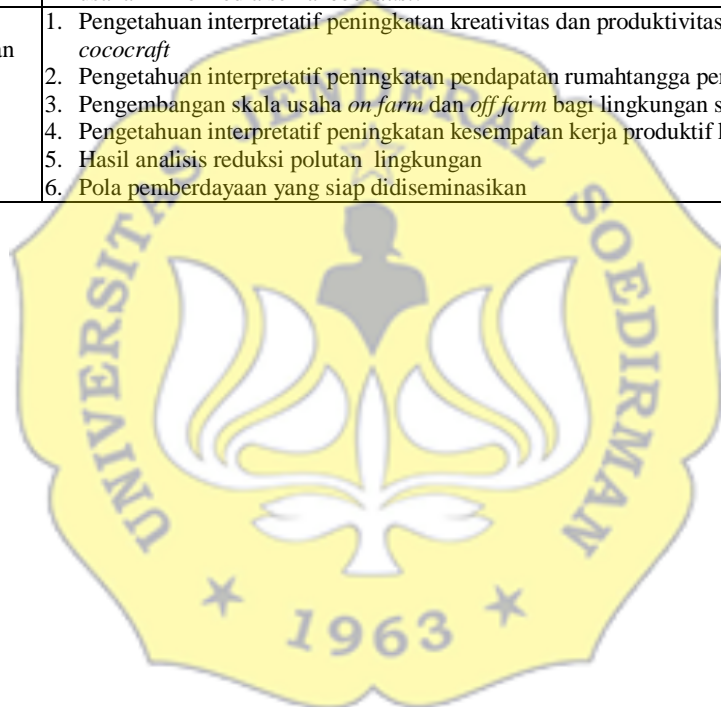 1. Pengetahuan interpretatif peningkatan kreativitas dan produktivitas
an cococraft
2. Pengetahuan interpretatif peningkatan pendapatan rumahtangga per
3. Pengembangan skala usaha on farm dan off farm bagi lingkungan s
4. Pengetahuan interpretatif peningkatan kesempatan kerja produktif
5. Hasil analisis reduksi polutan lingkungan
6. Pola pemberdayaan yang siap didiseminasikan
UNIVERSITAS JENDERAL SOEDIRMAN
1963